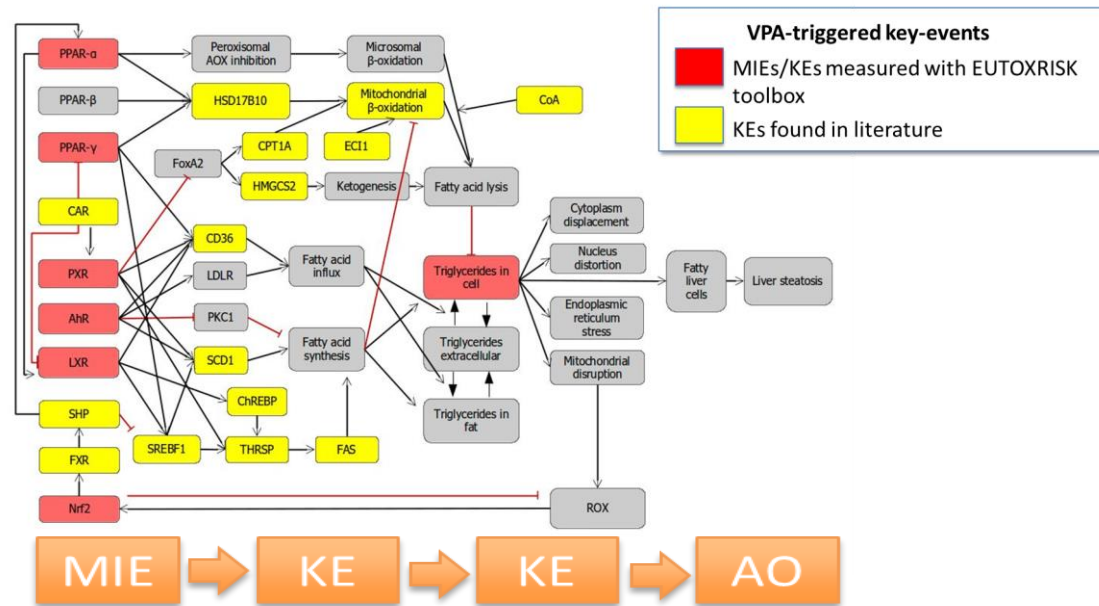 VPA-triggered key-events
MIEs/KEs measured with EUTOXRISK
toolbox
KEs found in literature
PPAR-α
Peroxisomal
AOX inhibition
Microsomal
β-oxidation
PPAR-β
HSD17B10
Mitochondrial
β-oxidation
CoA
PPAR-γ
CPT1A
ECI1
FoxA2
HMGCS2
Ketogenesis
Fatty acid lysis
CAR
CD36
Cytoplasm
displacement
PXR
LDLR
Fatty acid
influx
Triglycerides in
cell
Nucleus
distortion
Fatty
liver
cells
Liver steatosis
AhR
PKC1
Endoplasmic
reticulum
stress
LXR
SCD1
Fatty acid
synthesis
Triglycerides
extracellular
Mitochondrial
disruption
ChREBP
Triglycerides in
fat
SHP
SREBF1
THRSP
FAS
FXR
Nrf2
ROX
MIE
KE
KE
AO